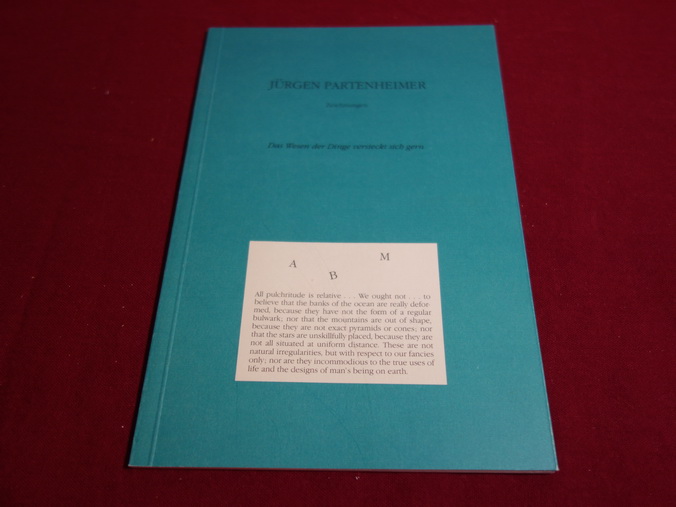 JÜRGEN PARTENHEIMER
Zeichnungen
Das Wesen der Dinge versteckt sich gern.
A B M
All pulchritude is relative . . . . We ought not . . . to
believe that the banks of the ocean are really defor-
med, because they have not the form of a regular
bulwark; nor that the mountains are out of shape,
because they are not exact pyramids or cones; nor
that the stars are unskillfully placed, because they are
not all situated at uniform distance. These are not
natural irregularities, but with respect to our fancies
only; nor are they incommodious to the true uses of
life and the designs of man's being on earth.